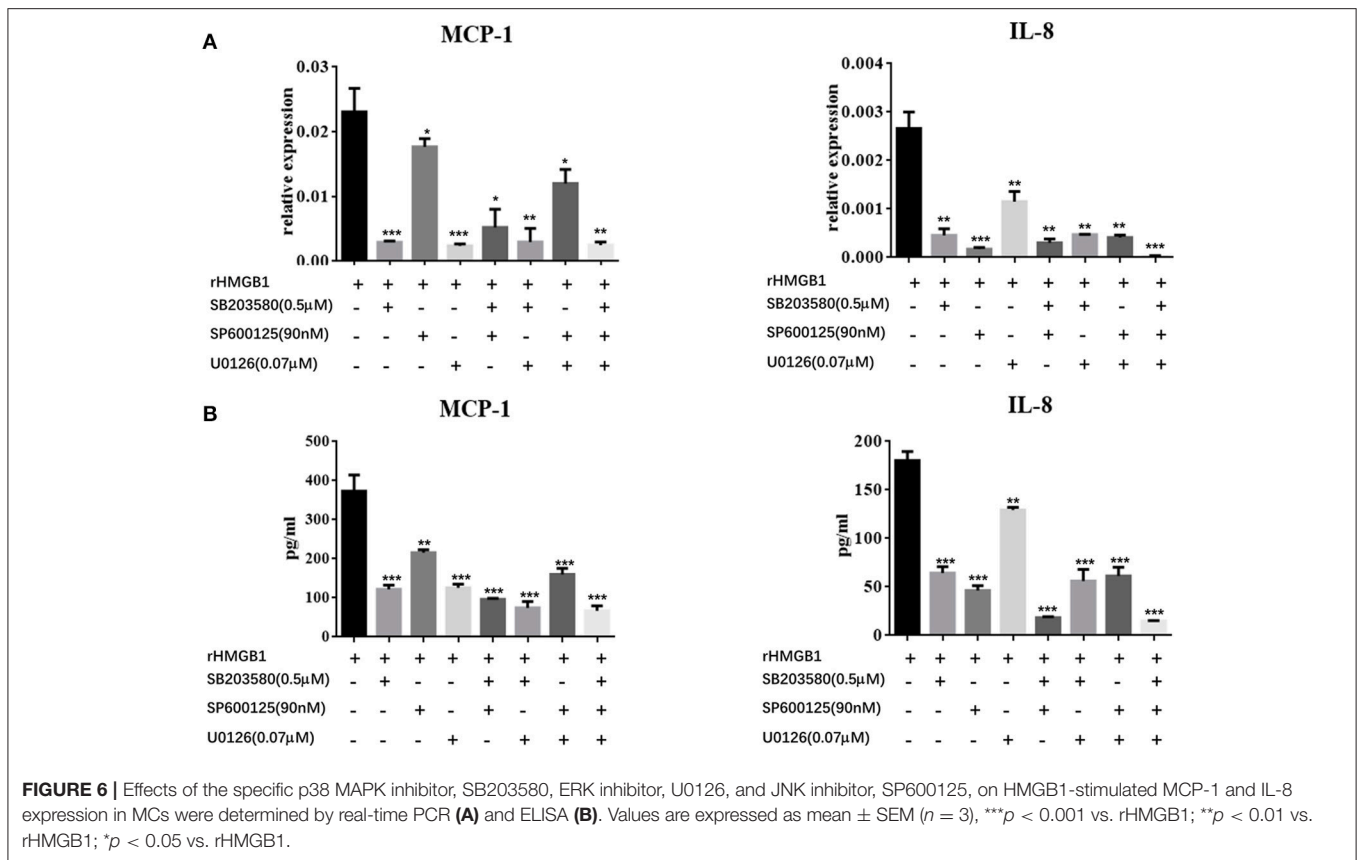 A
MCP-1
relative expression
0.03
0.02
0.01
0.00
*** * *** * ** * **
rHMGB1 + + + + + + + +
SB203580(0.5μM) - + - - + + - +
SP600125(90nM) - - + - + - + +
U0126(0.07μM) - - - + - + + +
IL-8
relative expression
0.004
0.003
0.002
0.001
0.000
** *** ** ** ** ** ***
rHMGB1 + + + + + + + +
SB203580(0.5μM) - + - - + + - +
SP600125(90nM) - - + - + - + +
U0126(0.07μM) - - - + - + + +
B
MCP-1
pg/ml
500
400
300
200
100
0
*** ** *** *** *** *** ***
rHMGB1 + + + + + + + +
SB203580(0.5μM) - + - - + + - +
SP600125(90nM) - - + - + - + +
U0126(0.07μM) - - - + - + + +
IL-8
pg/ml
200
150
100
50
0
*** *** ** *** *** *** ***
rHMGB1 + + + + + + + +
SB203580(0.5μM) - + - - + + - +
SP600125(90nM) - - + - + - + +
U0126(0.07μM) - - - + - + + +
FIGURE 6 | Effects of the specific p38 MAPK inhibitor, SB203580, ERK inhibitor, U0126, and JNK inhibitor, SP600125, on HMGB1-stimulated MCP-1 and IL-8
expression in MCs were determined by real-time PCR (A) and ELISA (B). Values are expressed as mean ± SEM (n = 3), ***p < 0.001 vs. rHMGB1; **p < 0.01 vs.
rHMGB1; *p < 0.05 vs. rHMGB1.